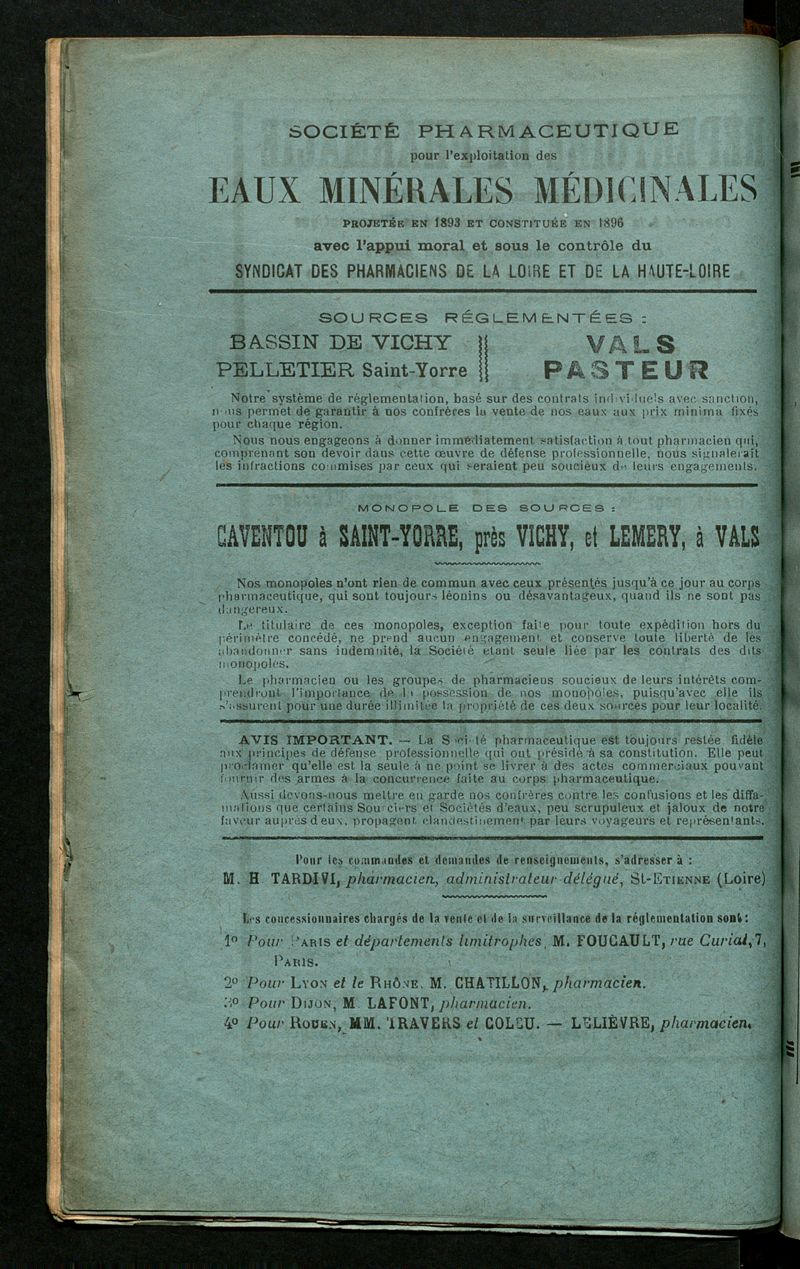 SOCIÉTÉ PHARMACEUTIQUE
pour l'exploitation des
EAUX MINÉRALES MÉDICINALES
PROJETÉE EN 1893 ET CONSTITUÉE EN 1896
avec l'appui moral et sous le contrôle du
SYNDICAT DES PHARMACIENS DE LA LOIRE ET DE LA HAUTE-LOIRE
SOURCES RÉGLEMENTÉES :
BASSIN DE VICHY
PELLETIER Saint-Yorre
VALS
PASTEUR
Notre système de réglementation, basé sur des contrats individuels avec sanction,
nous permet de garantir à nos confrères la vente de nos eaux aux prix minima fixés
pour chaque région.
Nous nous engageons à donner immédiatement satisfaction à tout pharmacien qui,
comprenant son devoir dans cette œuvre de défense professionnelle, nous signalerait
les infractions commises par ceux qui seraient peu soucieux de leurs engagements.
MONOPOLE DES SOURCES :
CAVENTOU à SAINT-YORRE, près VICHY, et LEMERY, à VALS
Nos monopoles n'ont rien de commun avec ceux présentés jusqu'à ce jour au corps
pharmaceutique, qui sont toujours léonins ou désavantageux, quand ils ne sont pas
dangereux.
Le titulaire de ces monopoles, exception faite pour toute expédition hors du
périmètre concédé, ne prend aucun engagement et conserve toute liberté de les
abandonner sans indemnité, la Société étant seule liée par les contrats des dits
monopoles.
Le pharmacien ou les groupes de pharmaciens soucieux de leurs intérêts com-
prendront l'importance de la possession de nos monopoles, puisqu'avec elle ils
s'assurent pour une durée illimitée la propriété de ces deux sources pour leur localité.
AVIS IMPORTANT. — La Société pharmaceutique est toujours restée fidèle
aux principes de défense professionnelle qui ont présidé à sa constitution. Elle peut
proclamer qu'elle est la seule à ne point se livrer à des actes commerciaux pouvant
fournir des armes à la concurrence faite au corps pharmaceutique.
Aussi devons-nous mettre en garde nos confrères contre les confusions et les diffa-
mations que certains Sourciers et Sociétés d'eaux, peu scrupuleux et jaloux de notre
faveur auprès d'eux, propagent clandestinement par leurs voyageurs et représentants.
Pour les commandes et demandes de renseignements, s'adresser à :
M. H TARDIVI, pharmacien, administrateur délégué, St-ETIENNE (Loire)
Les concessionnaires chargés de la vente et de la surveillance de la réglementation sont :
1º Pour PARIS et départements limitrophes, M. FOUCAULT, rue Curial, 7,
PARIS.
2º Pour LYON et le RHÔNE, M. CHATILLON, pharmacien.
3º Pour DIJON, M LAFONT, pharmacien.
4º Pour ROUEN, MM. TRAVERS et COLEU. — LELIÈVRE, pharmacien.